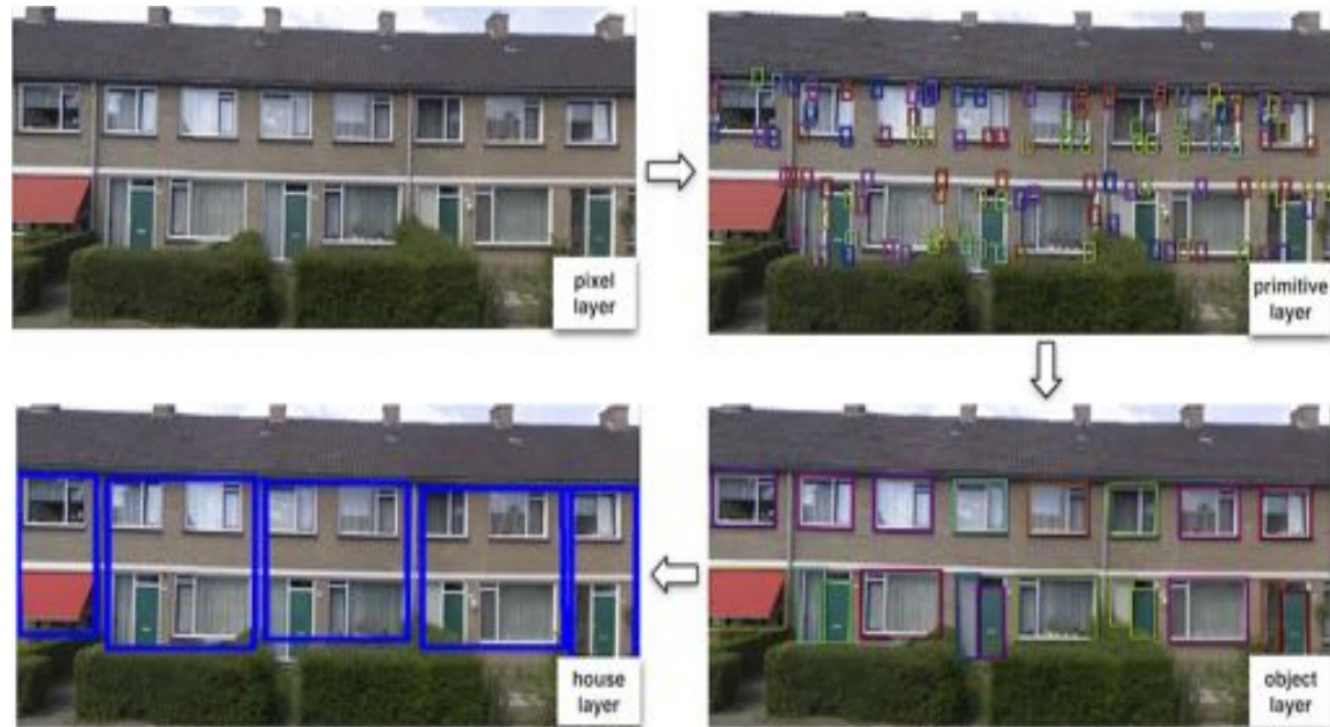 pixel
layer
primitive
layer
house
layer
object
layer